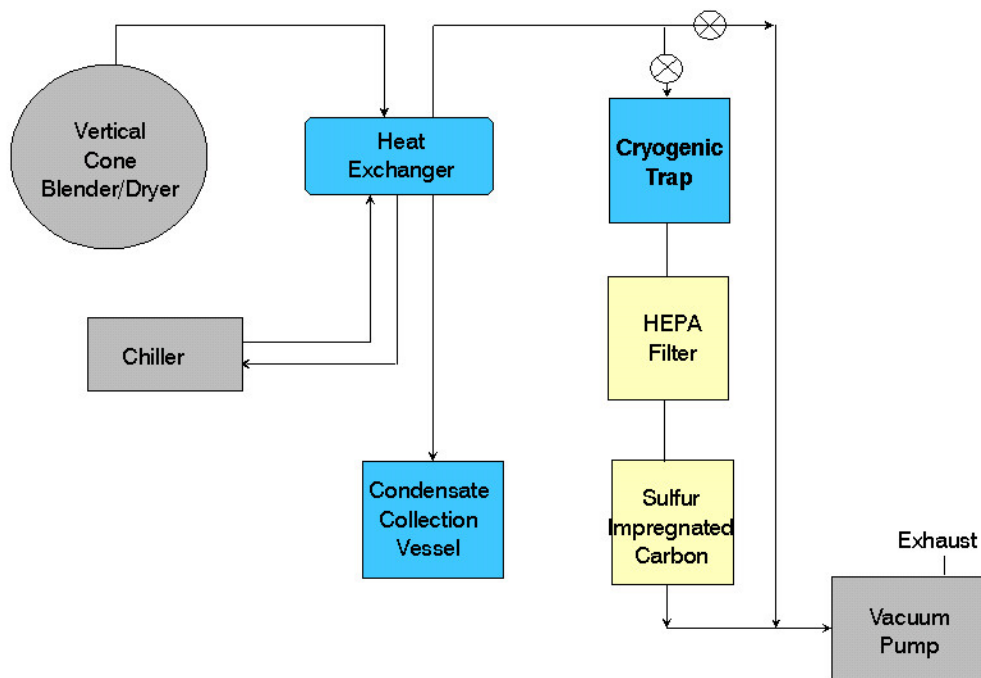 Vertical
Cone
Blender/Dryer
Heat
Exchanger
Cryogenic
Trap
Chiller
HEPA
Filter
Condensate
Collection
Vessel
Sulfur
Impregnated
Carbon
Exhaust
Vacuum
Pump